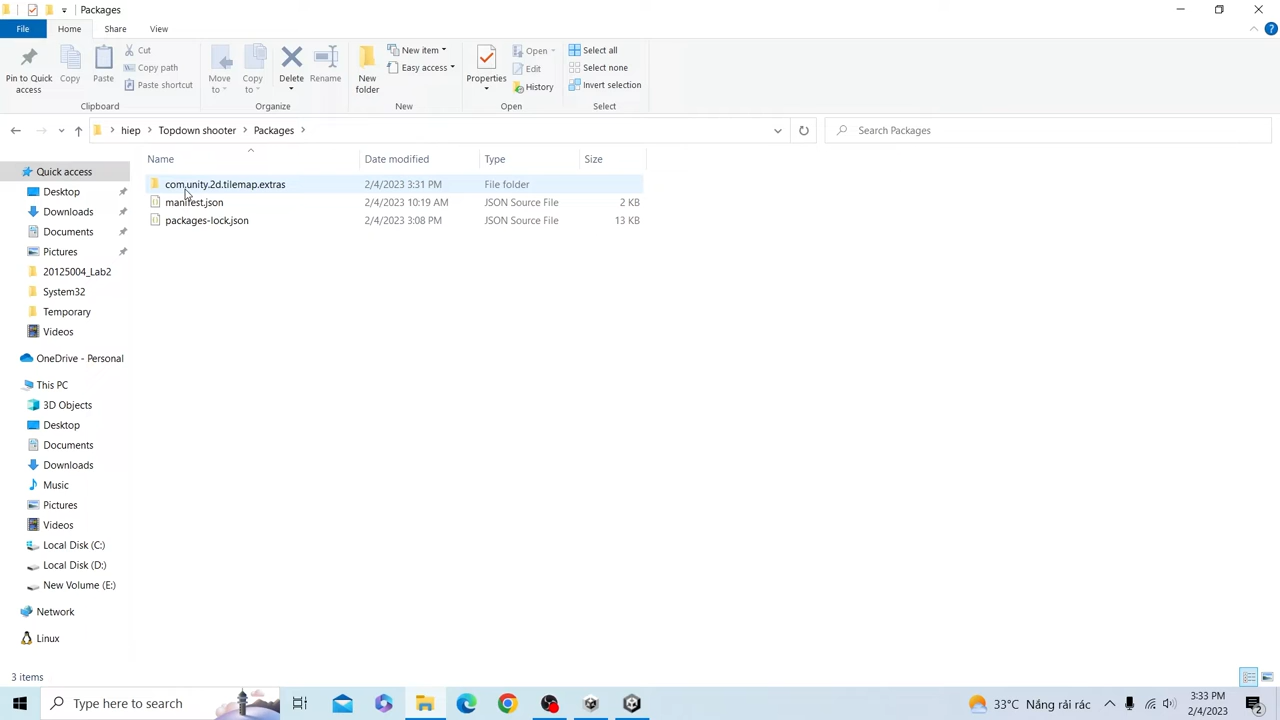 Packages
File
Home
Share
View
Pin to Quick access
Copy
Paste
Cut
Copy path
Paste shortcut
Move to
Copy to
Delete
Rename
New folder
New item
Easy access
Properties
Open
Edit
History
Select all
Select none
Invert selection
Clipboard
Organize
New
Open
Select
hiep > Topdown shooter > Packages >
Search Packages
Name Date modified Type Size
com.unity.2d.tilemap.extras 2/4/2023 3:31 PM File folder
manifest.json 2/4/2023 10:19 AM JSON Source File 2 KB
packages-lock.json 2/4/2023 3:08 PM JSON Source File 13 KB
Quick access
Desktop
Downloads
Documents
Pictures
20125004_Lab2
System32
Temporary
Videos
OneDrive - Personal
This PC
3D Objects
Desktop
Documents
Downloads
Music
Pictures
Videos
Local Disk (C:)
Local Disk (D:)
New Volume (E:)
Network
Linux
3 items
Type here to search
33°C Nắng rải rác
3:33 PM
2/4/2023
2